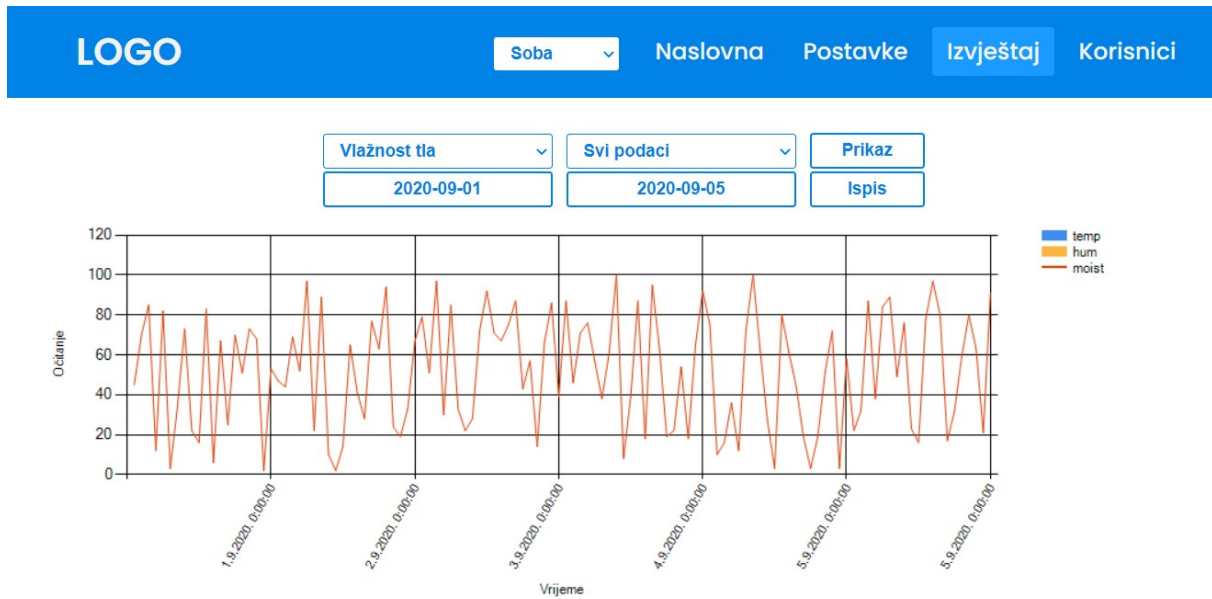 LOGO
Soba
Naslovna
Postavke
Izvještaj
Korisnici
Vlažnost tla
Svi podaci
Prikaz
2020-09-01
2020-09-05
Ispis
120
100
80
60
40
20
0
Očitanje
temp
hum
moist
1.9.2020. 0:00:00
2.9.2020. 0:00:00
3.9.2020. 0:00:00
4.9.2020. 0:00:00
5.9.2020. 0:00:00
5.9.2020. 0:00:00
Vrijeme